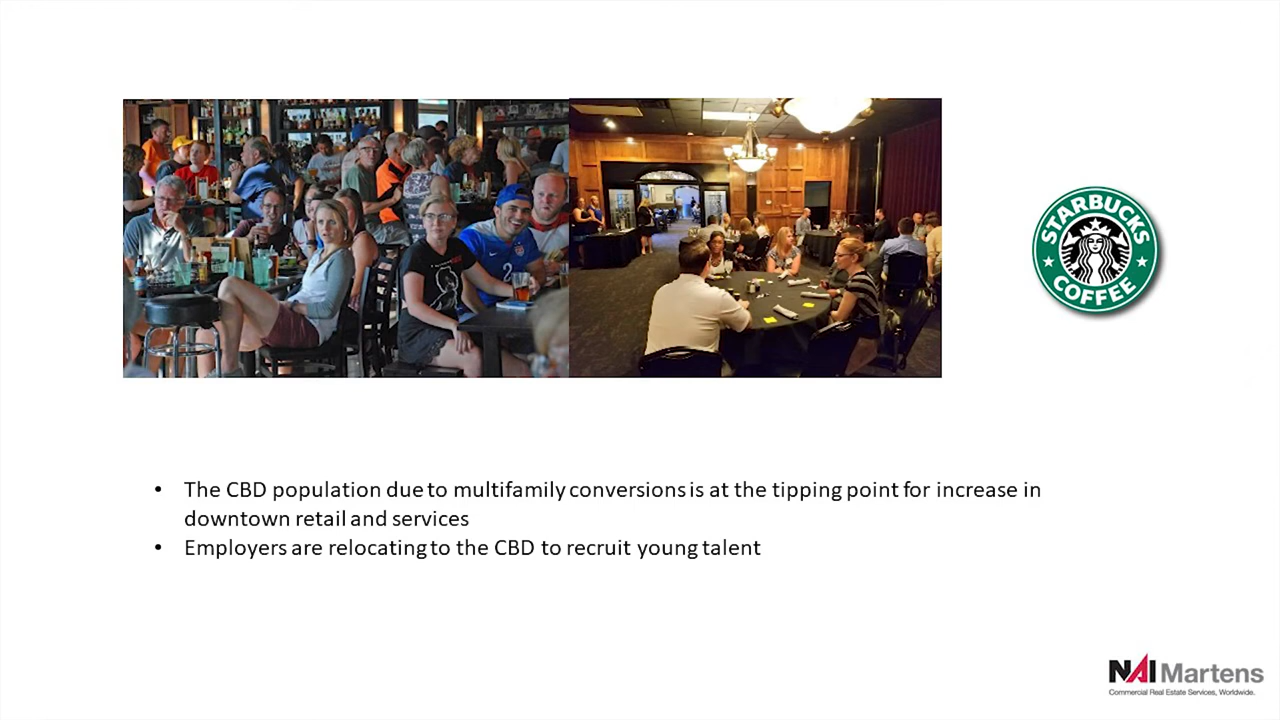 STARBUCKS
COFFEE
• The CBD population due to multifamily conversions is at the tipping point for increase in
downtown retail and services
• Employers are relocating to the CBD to recruit young talent
NAI Martens
Commercial Real Estate Services, Worldwide.